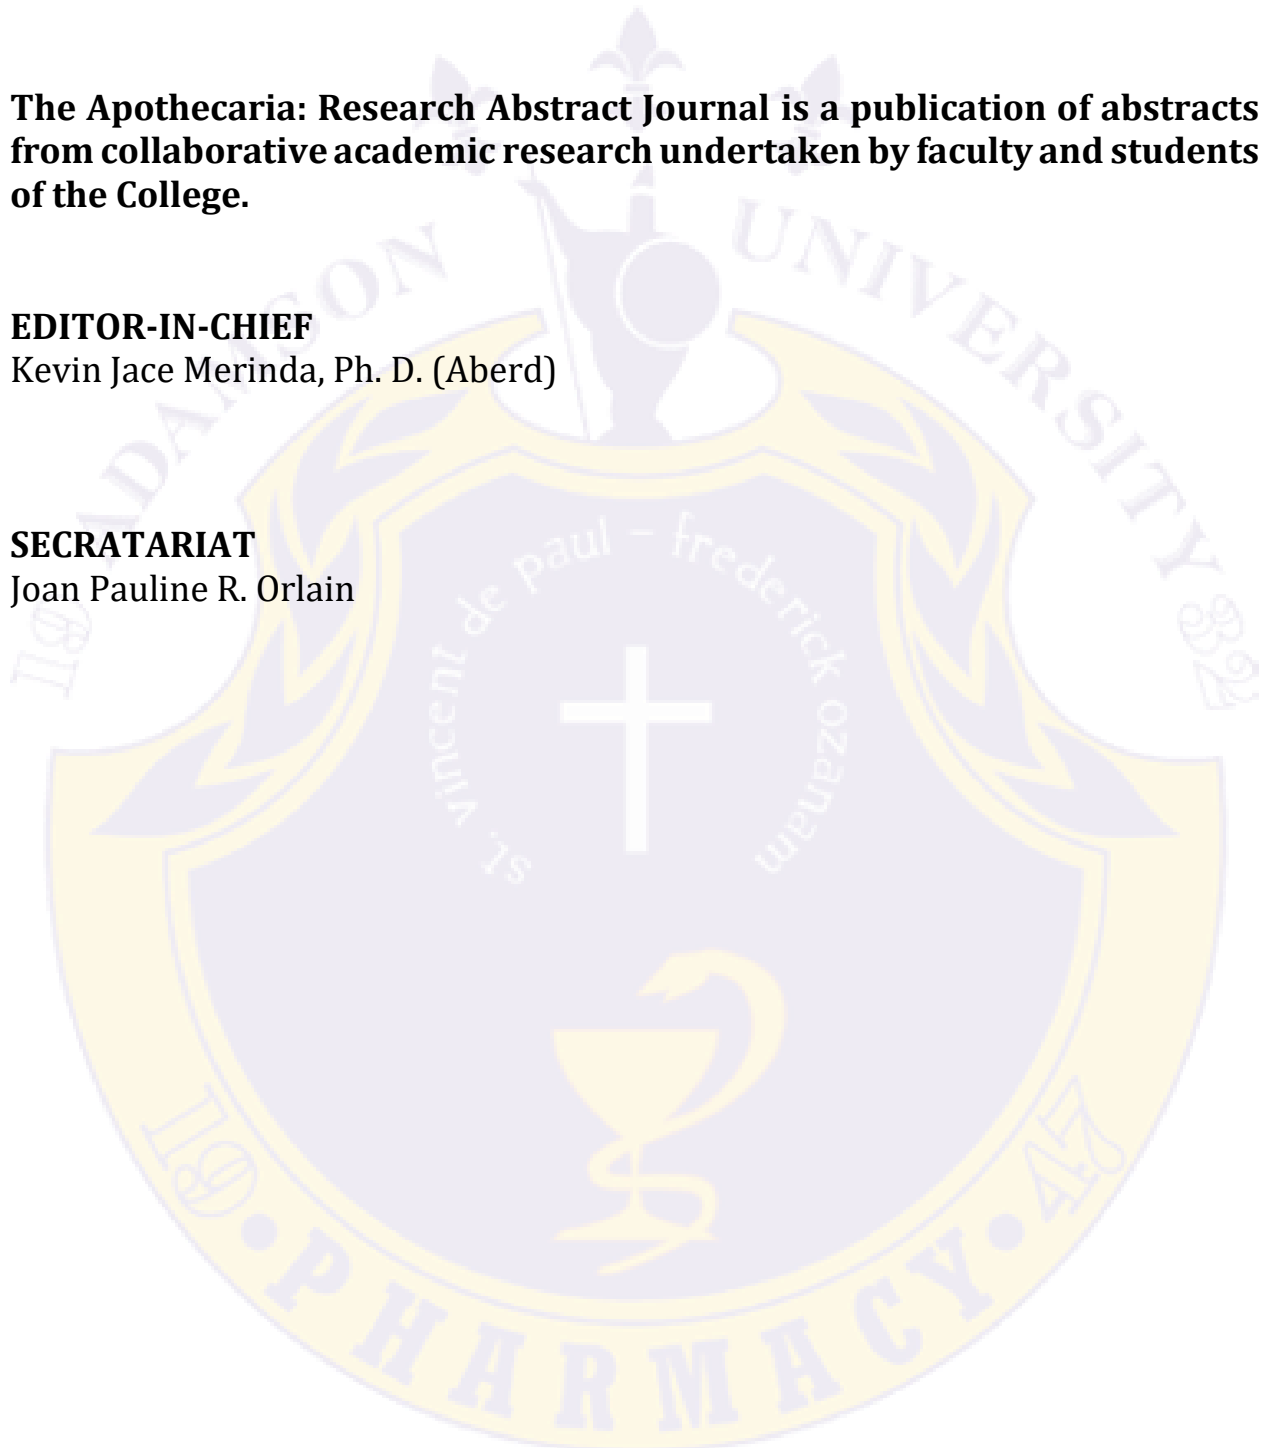 The Apothecaria: Research Abstract Journal is a publication of abstracts
from collaborative academic research undertaken by faculty and students
of the College.
EDITOR-IN-CHIEF
Kevin Jace Merinda, Ph. D. (Aberd)
SECRATARIAT
Joan Pauline R. Orlain
ADAMSON UNIVERSITY
19 32
st. vincent de paul – frederick ozanam
19 47
• PHARMACY •